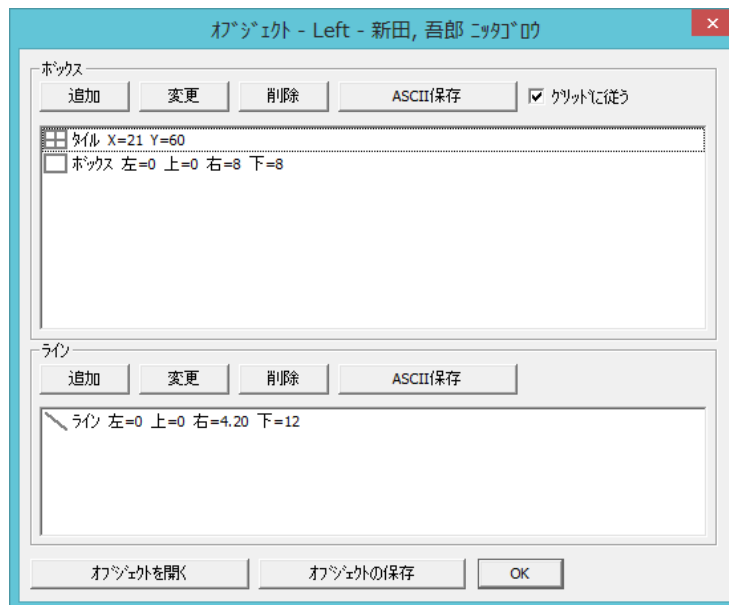 ｵﾌﾞｼﾞｪｸﾄ - Left - 新田, 吾郎 ﾆｯﾀｺﾞﾛｳ
ﾎﾞｯｸｽ
追加 変更 削除 ASCII保存 ｸﾞﾘｯﾄﾞに従う
ﾀｲﾙ X=21 Y=60
ﾎﾞｯｸｽ 左=0 上=0 右=8 下=8
ﾗｲﾝ
追加 変更 削除 ASCII保存
ﾗｲﾝ 左=0 上=0 右=4.20 下=12
ｵﾌﾞｼﾞｪｸﾄを開く ｵﾌﾞｼﾞｪｸﾄの保存 OK